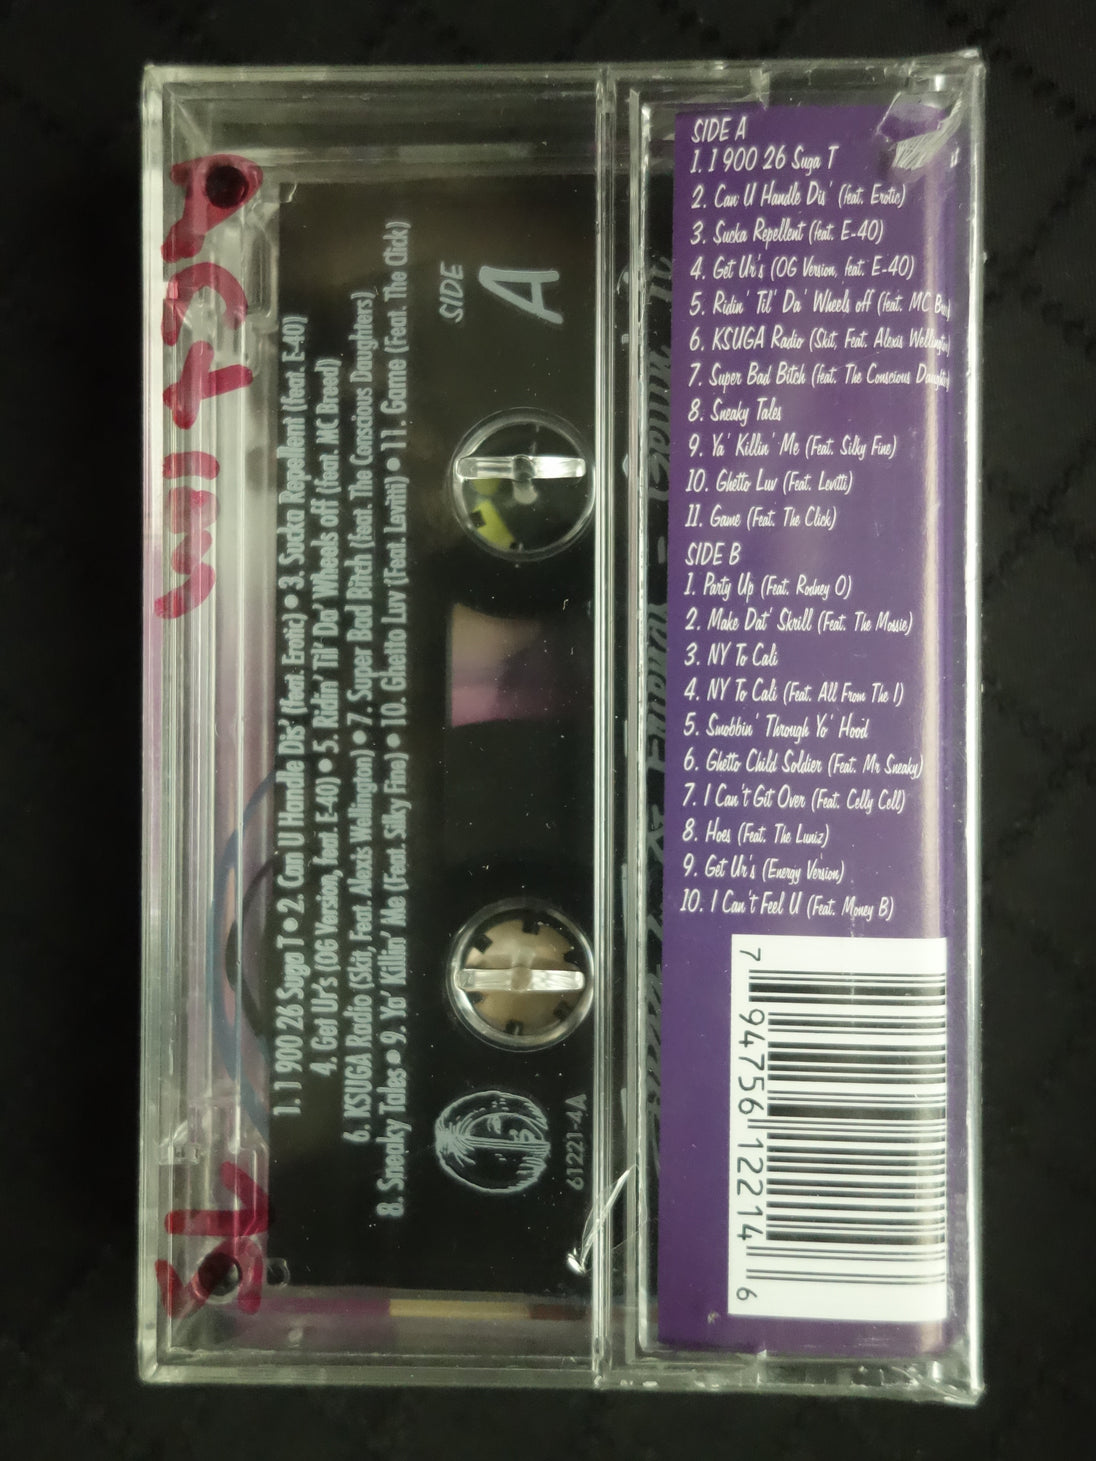 SIDE A
1. 1 900 26 Suga T
2. Can U Handle Dis' (feat. Erotic)
3. Sucka Repellent (feat. E-40)
4. Get Ur's (OG Version, feat. E-40)
5. Ridin' Til' Da' Wheels off (feat. MC
6. KSUGA Radio (Skit, Feat. Alexis Wellington)
7. Super Bad Bitch (feat. The Conscious
8. Sneaky Tales
9. Ya' Killin' Me (Feat. Silky Fine)
10. Ghetto Luv (Feat. Levitti)
11. Game (Feat. The Click)
SIDE B
1. Party Up (Feat. Rodney O)
2. Make Dat' Skrill (Feat. The Mossie)
3. NY To Cali
4. NY To Cali (Feat. All From The I)
5. Smobbin' Through Yo' Hood
6. Ghetto Child Soldier (Feat. Mr Sneaky)
7. I Can't Git Over (Feat. Celly Cell)
8. Hoes (Feat. The Luniz)
9. Get Ur's (Energy Version)
10. I Can't Feel U (Feat. Money B)
7 94756 12214 6
1. 1 900 26 Suga T • 2. Can U Handle Dis' (feat. Erotic) • 3. Sucka Repellent (feat. E-40)
4. Get Ur's (OG Version, feat. E-40) • 5. Ridin' Til' Da' Wheels off (feat. MC Breed)
6. KSUGA Radio (Skit, Feat. Alexis Wellington) • 7. Super Bad Bitch (feat. The Conscious Daughters)
8. Sneaky Tales • 9. Ya' Killin' Me (Feat. Silky Fine) • 10. Ghetto Luv (Feat. Levitti) • 11. Game (Feat. The Click)
SIDE
A
61221-4A